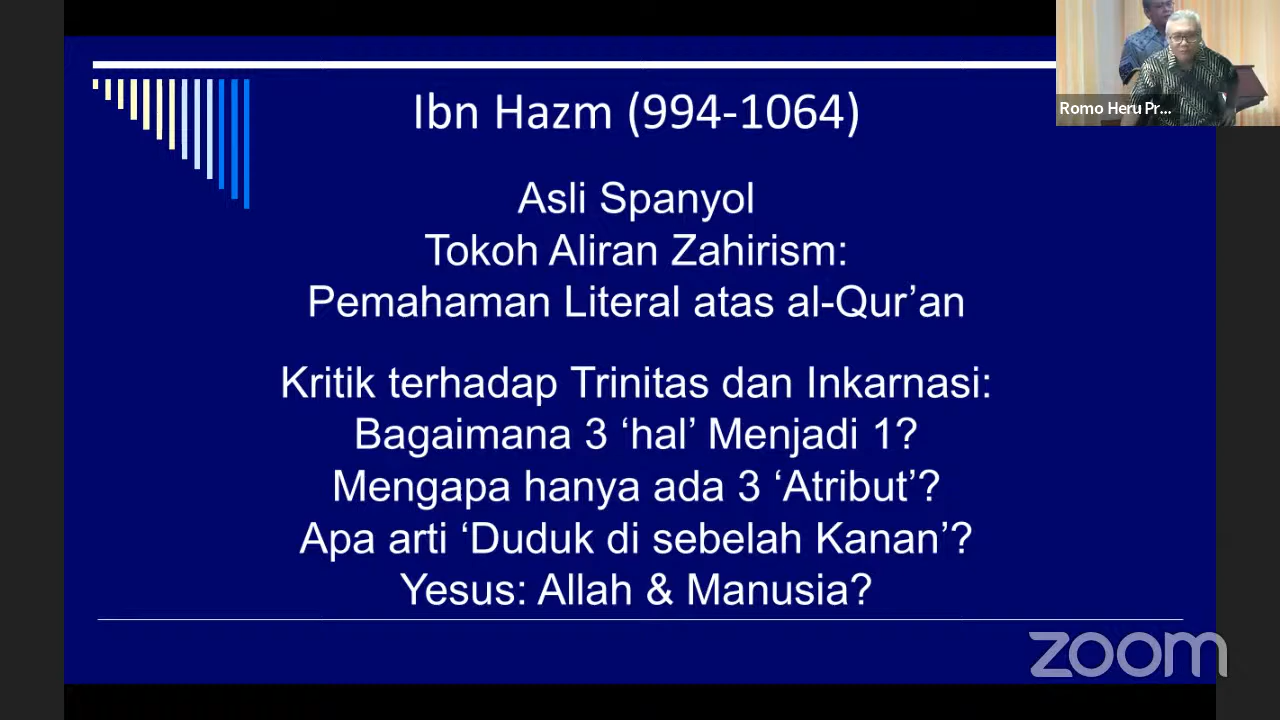 Ibn Hazm (994-1064)
Asli Spanyol
Tokoh Aliran Zahirism:
Pemahaman Literal atas al-Qur’an
Kritik terhadap Trinitas dan Inkarnasi:
Bagaimana 3 ‘hal’ Menjadi 1?
Mengapa hanya ada 3 ‘Atribut’?
Apa arti ‘Duduk di sebelah Kanan’?
Yesus: Allah & Manusia?
Romo Heru Pr...
zoom